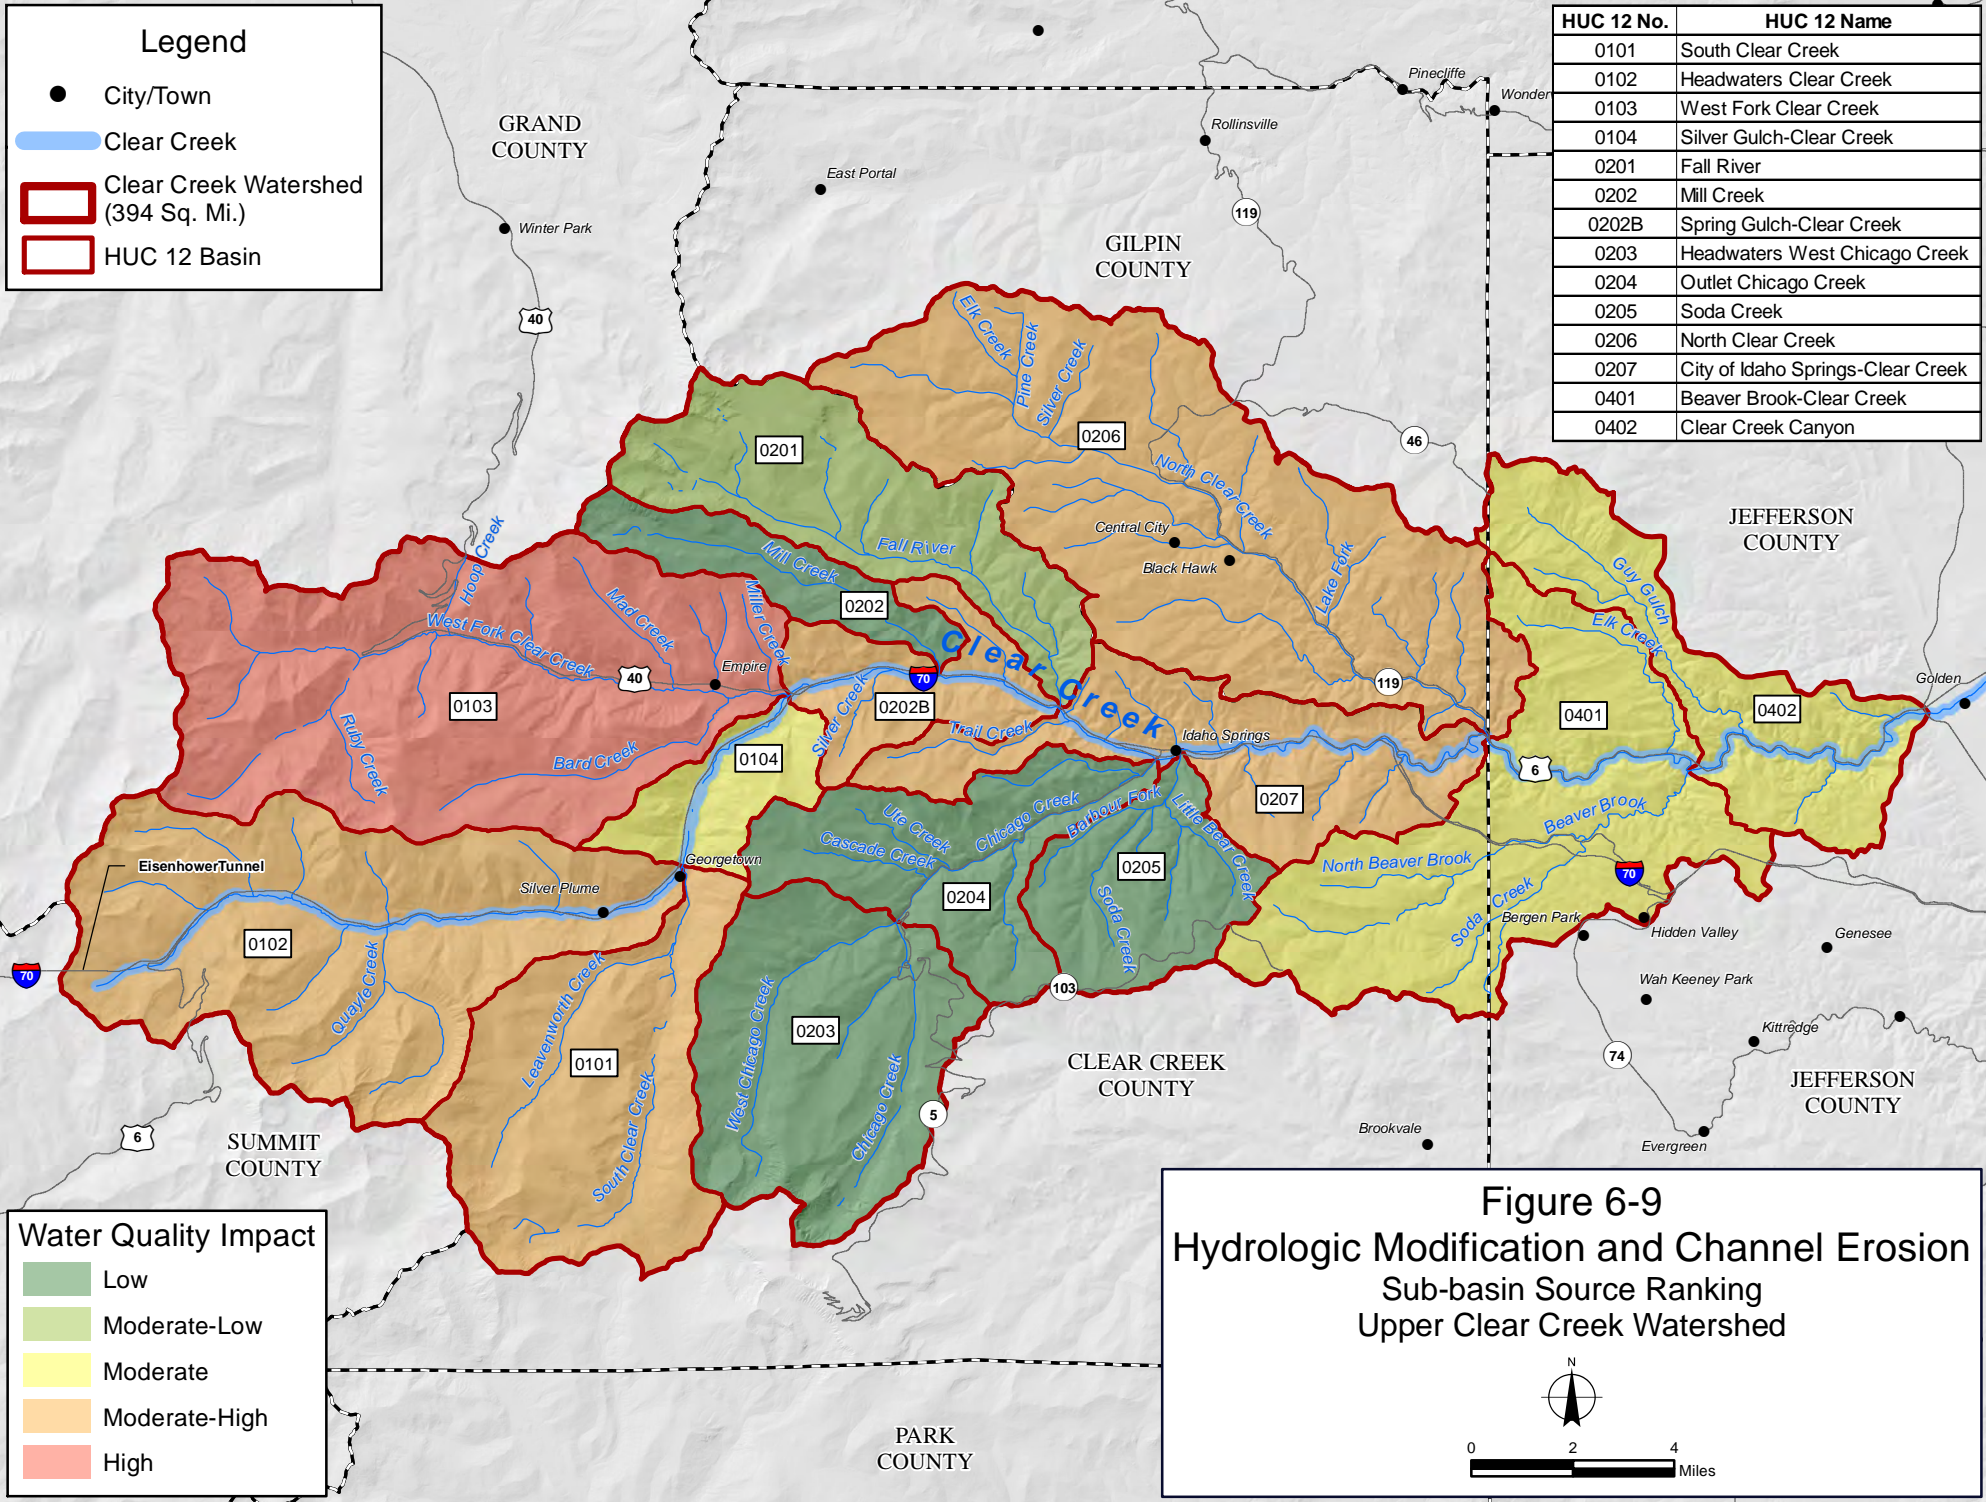 Legend
City/Town
Clear Creek
Clear Creek Watershed
(394 Sq. Mi.)
HUC 12 Basin
HUC 12 No. HUC 12 Name
0101 South Clear Creek
0102 Headwaters Clear Creek
0103 West Fork Clear Creek
0104 Silver Gulch-Clear Creek
0201 Fall River
0202 Mill Creek
0202B Spring Gulch-Clear Creek
0203 Headwaters West Chicago Creek
0204 Outlet Chicago Creek
0205 Soda Creek
0206 North Clear Creek
0207 City of Idaho Springs-Clear Creek
0401 Beaver Brook-Clear Creek
0402 Clear Creek Canyon
GRAND
COUNTY
Winter Park
40
East Portal
Rollinsville
Pinecliffe
Wonder
119
GILPIN
COUNTY
46
JEFFERSON
COUNTY
Elk Creek
Pine Creek
Silver Creek
0206
North Clear Creek
Central City
Black Hawk
Lake Fork
119
0201
Fall River
Mill Creek
0202
Hoop Creek
West Fork Clear Creek
Mad Creek
Miller Creek
Empire
40
0103
Ruby Creek
Bard Creek
Clear Creek
70
0202B
Silver Creek
Trail Creek
Idaho Springs
0104
0207
Guy Gulch
Elk Creek
0401
0402
Golden
6
Beaver Brook
North Beaver Brook
Soda Creek
70
Bergen Park
Hidden Valley
Genesee
Wah Keeney Park
Kittredge
74
JEFFERSON
COUNTY
Evergreen
Brookvale
Eisenhower Tunnel
Georgetown
Silver Plume
0102
70
Quayle Creek
Leavenworth Creek
0101
South Clear Creek
Ute Creek
Cascade Creek
Chicago Creek
Barbour Fork
Little Bear Creek
0204
0205
Soda Creek
103
West Chicago Creek
0203
Chicago Creek
5
CLEAR CREEK
COUNTY
6
SUMMIT
COUNTY
PARK
COUNTY
Water Quality Impact
Low
Moderate-Low
Moderate
Moderate-High
High
Figure 6-9
Hydrologic Modification and Channel Erosion
Sub-basin Source Ranking
Upper Clear Creek Watershed
N
0 2 4
Miles